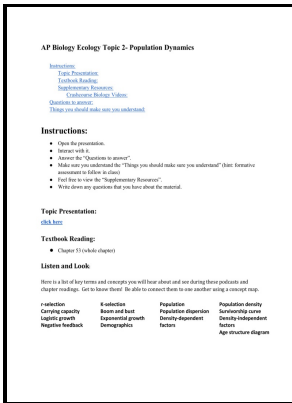 AP Biology Ecology Topic 2- Population Dynamics
Instructions:
Topic Presentation:
Textbook Reading:
Supplementary Resources:
Crashcourse Biology Videos:
Questions to answer:
Things you should make sure you understand:
Instructions:
● Open the presentation.
● Interact with it.
● Answer the "Questions to answer".
● Make sure you understand the "Things you should make sure you understand" (hint: formative
assessment to follow in class)
● Feel free to view the "Supplementary Resources".
● Write down any questions that you have about the material.
Topic Presentation:
click here
Textbook Reading:
● Chapter 53 (whole chapter)
Listen and Look
Here is a list of key terms and concepts you will hear about and see during these podcasts and
chapter readings. Get to know them! Be able to connect them to one another using a concept map.
r-selection K-selection Population Population density
Carrying capacity Boom and bust Population dispersion Survivorship curve
Logistic growth Exponential growth Density-dependent Density-independent
Negative feedback Demographics factors factors
Age structure diagram